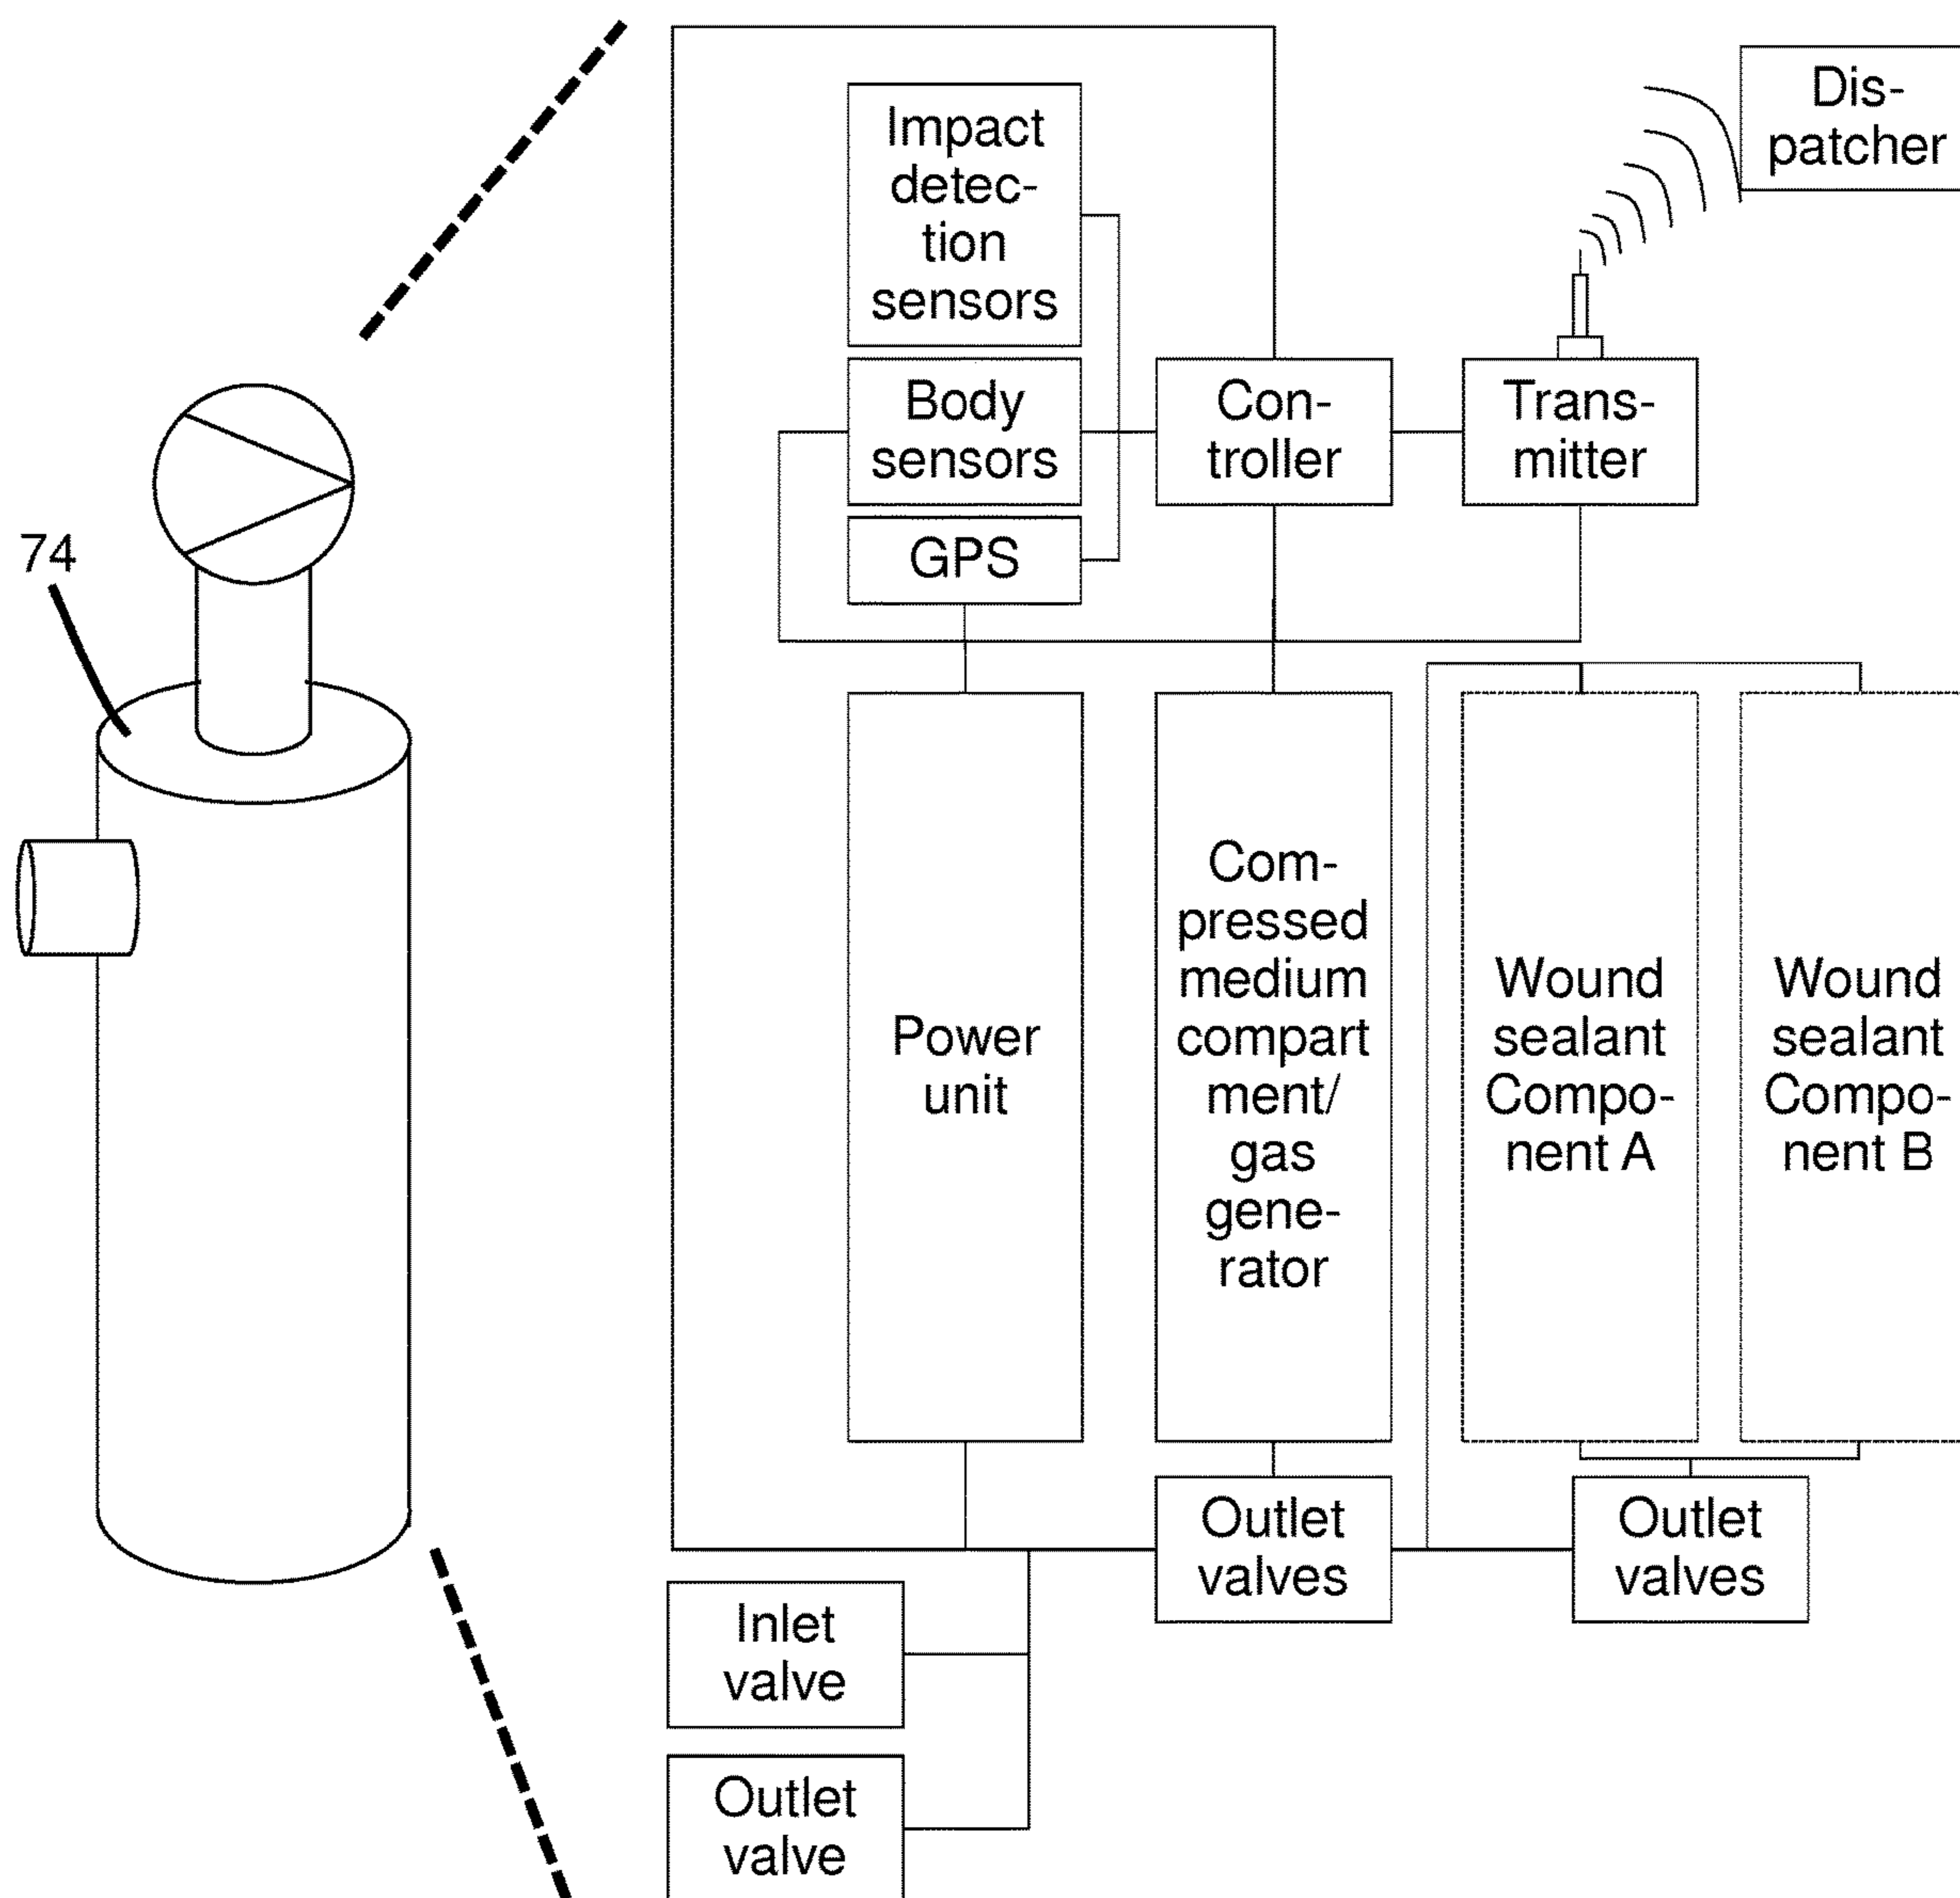 Dis-
patcher
Impact
detec-
tion
sensors
Body
sensors
Con-
troller
Trans-
mitter
GPS
74
Power
unit
Com-
pressed
medium
compart
ment/
gas
gene-
rator
Wound
sealant
Compo-
nent A
Wound
sealant
Compo-
nent B
Outlet
valves
Outlet
valves
Inlet
valve
Outlet
valve